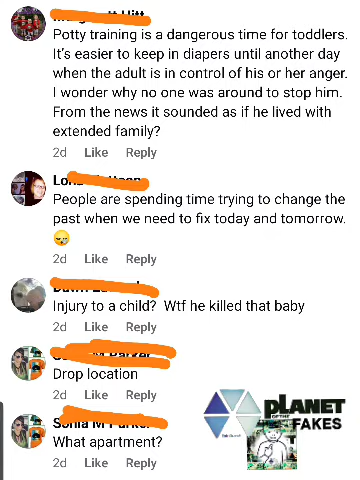 Potty training is a dangerous time for toddlers.
It's easier to keep in diapers until another day
when the adult is in control of his or her anger.
I wonder why no one was around to stop him.
From the news it sounded as if he lived with
extended family?
2d Like Reply
People are spending time trying to change the
past when we need to fix today and tomorrow.
2d Like Reply
Injury to a child? Wtf he killed that baby
2d Like Reply
Drop location
2d Like Reply
What apartment?
2d Like Reply
PLANET
OF THE
FAKES